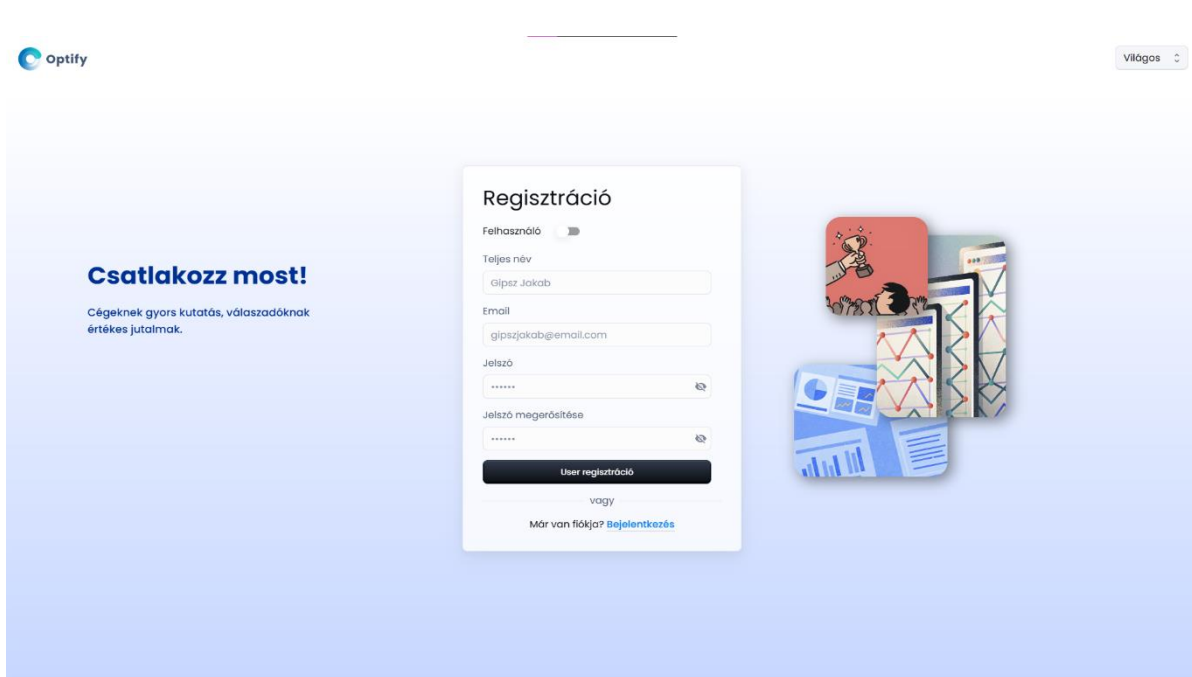 Optify
Világos
Csatlakozz most!
Cégeknek gyors kutatás, válaszadóknak
értékes jutalmak.
Regisztráció
Felhasználó
Teljes név
Gipsz Jakab
Email
gipszjakab@email.com
Jelszó
••••••
Jelszó megerősítése
••••••
User regisztráció
vagy
Már van fiókja? Bejelentkezés